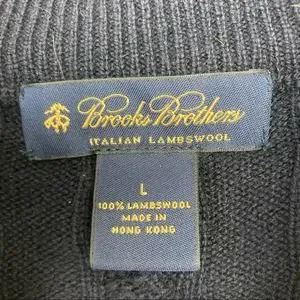 Brooks Brothers
ITALIAN LAMBSWOOL
L
100% LAMBSWOOL
MADE IN
HONG KONG